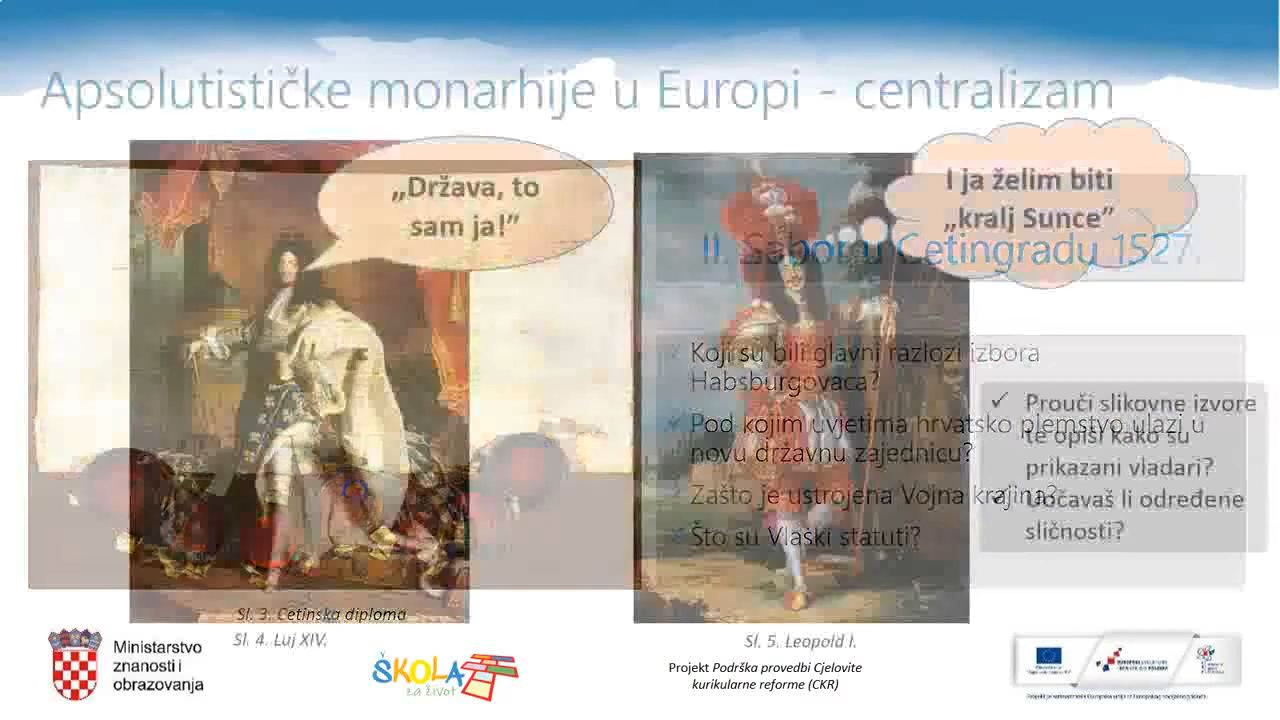 Apsolutističke monarhije u Europi - centralizam
„Država, to
sam ja!”
I ja želim biti
„kralj Sunce”
II. Sabor u Cetingradu 1527.
Koji su bili glavni razlozi izbora
Habsburgovaca?
Pod kojim uvjetima hrvatsko plemstvo ulazi u
novu državnu zajednicu?
Zašto je ustrojena Vojna krajina?
Što su Vlaški statuti?
✓ Prouči slikovne izvore
te opiši kako su
prikazani vladari?
Uočavaš li određene
sličnosti?
Sl. 3. Cetinska diploma
Sl. 4. Luj XIV.
Sl. 5. Leopold I.
Ministarstvo
znanosti i
obrazovanja
ŠKOLA
za život
Projekt Podrška provedbi Cjelovite
kurikularne reforme (CKR)